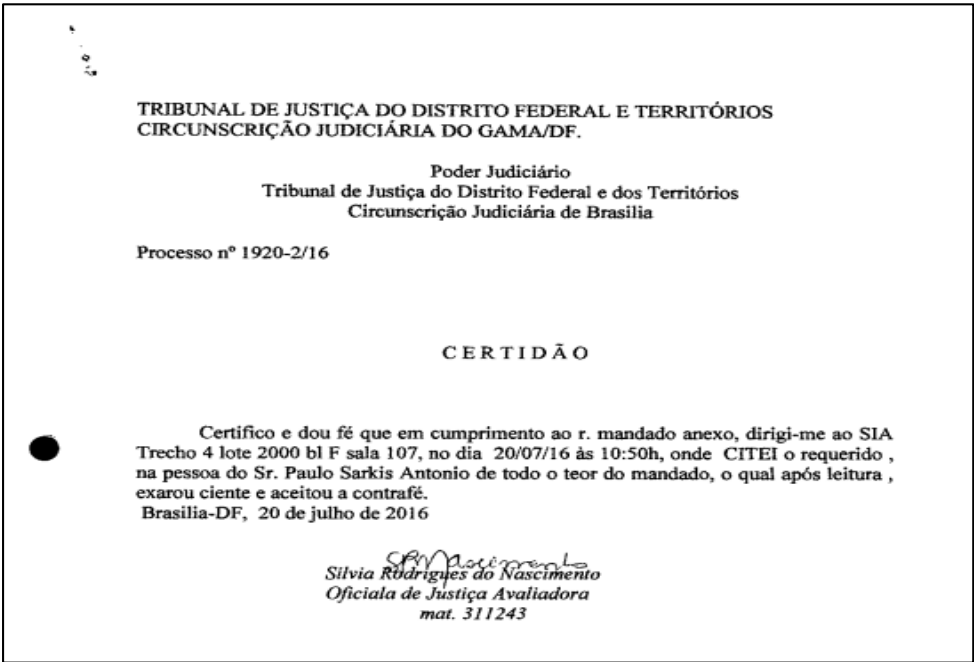 TRIBUNAL DE JUSTIÇA DO DISTRITO FEDERAL E TERRITÓRIOS
CIRCUNSCRIÇÃO JUDICIÁRIA DO GAMA/DF.
Poder Judiciário
Tribunal de Justiça do Distrito Federal e dos Territórios
Circunscrição Judiciária de Brasilia
Processo nº 1920-2/16
CERTIDÃO
Certifico e dou fé que em cumprimento ao r. mandado anexo, dirigi-me ao SIA
Trecho 4 lote 2000 bl F sala 107, no dia 20/07/16 às 10:50h, onde CITEI o requerido ,
na pessoa do Sr. Paulo Sarkis Antonio de todo o teor do mandado, o qual após leitura ,
exarou ciente e aceitou a contrafé.
Brasilia-DF, 20 de julho de 2016
SRNascimento
Silvia Rodrigues do Nascimento
Oficiala de Justiça Avaliadora
mat. 311243